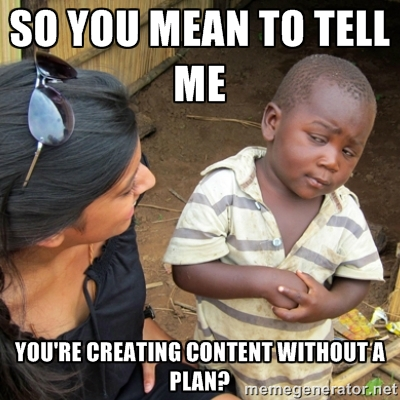 SO YOU MEAN TO TELL
ME
YOU'RE CREATING CONTENT WITHOUT A
PLAN?
memegenerator.net